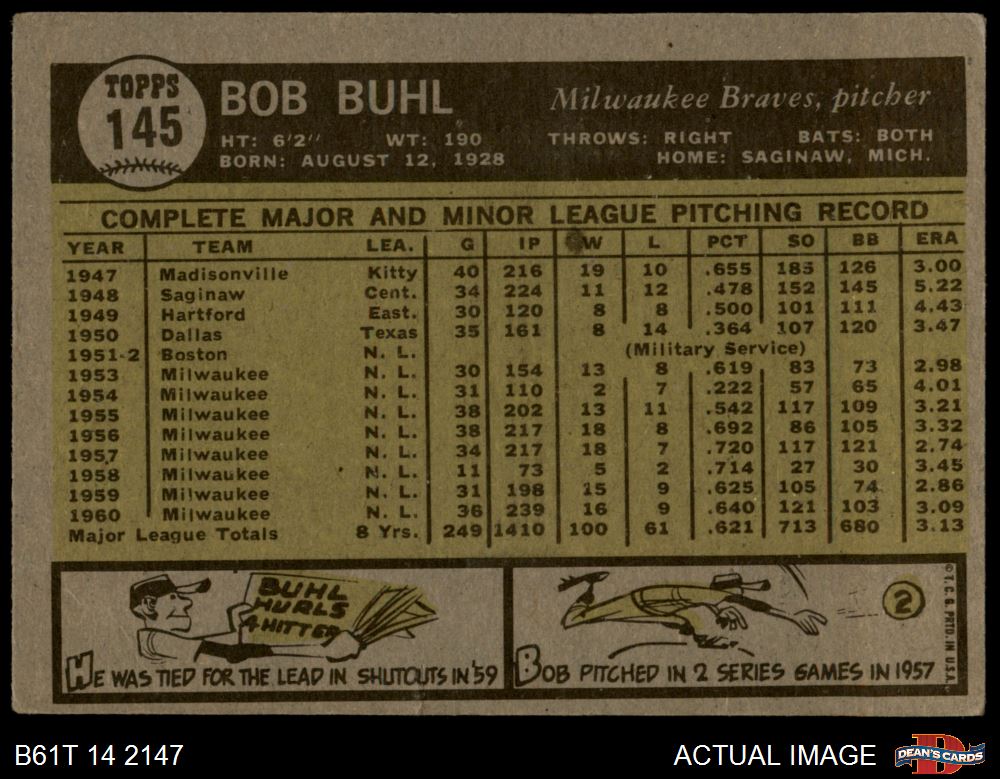 TOPPS
145
BOB BUHL
Milwaukee Braves, pitcher
HT: 6'2" WT: 190 THROWS: RIGHT BATS: BOTH
BORN: AUGUST 12, 1928 HOME: SAGINAW, MICH.
COMPLETE MAJOR AND MINOR LEAGUE PITCHING RECORD
YEAR TEAM LEA. G IP W L PCT SO BB ERA
1947 Madisonville Kitty 40 216 19 10 .655 185 126 3.00
1948 Saginaw Cent. 34 224 11 12 .478 152 145 5.22
1949 Hartford East. 30 120 8 8 .500 101 111 4.43
1950 Dallas Texas 35 161 8 14 .364 107 120 3.47
1951-2 Boston N. L. (Military Service)
1953 Milwaukee N. L. 30 154 13 8 .619 83 73 2.98
1954 Milwaukee N. L. 31 110 2 7 .222 57 65 4.01
1955 Milwaukee N. L. 38 202 13 11 .542 117 109 3.21
1956 Milwaukee N. L. 38 217 18 8 .692 86 105 3.32
1957 Milwaukee N. L. 34 217 18 7 .720 117 121 2.74
1958 Milwaukee N. L. 11 73 5 2 .714 27 30 3.45
1959 Milwaukee N. L. 31 198 15 9 .625 105 74 2.86
1960 Milwaukee N. L. 36 239 16 9 .640 121 103 3.09
Major League Totals 8 Yrs. 249 1410 100 61 .621 713 680 3.13
BUHL
HURLS
4 HITTER
HE WAS TIED FOR THE LEAD IN SHUTOUTS IN '59
2
BOB PITCHED IN 2 SERIES GAMES IN 1957
© T. C. G. PRTD. IN U.S.A.
B61T 14 2147
ACTUAL IMAGE
D
DEAN'S CARDS